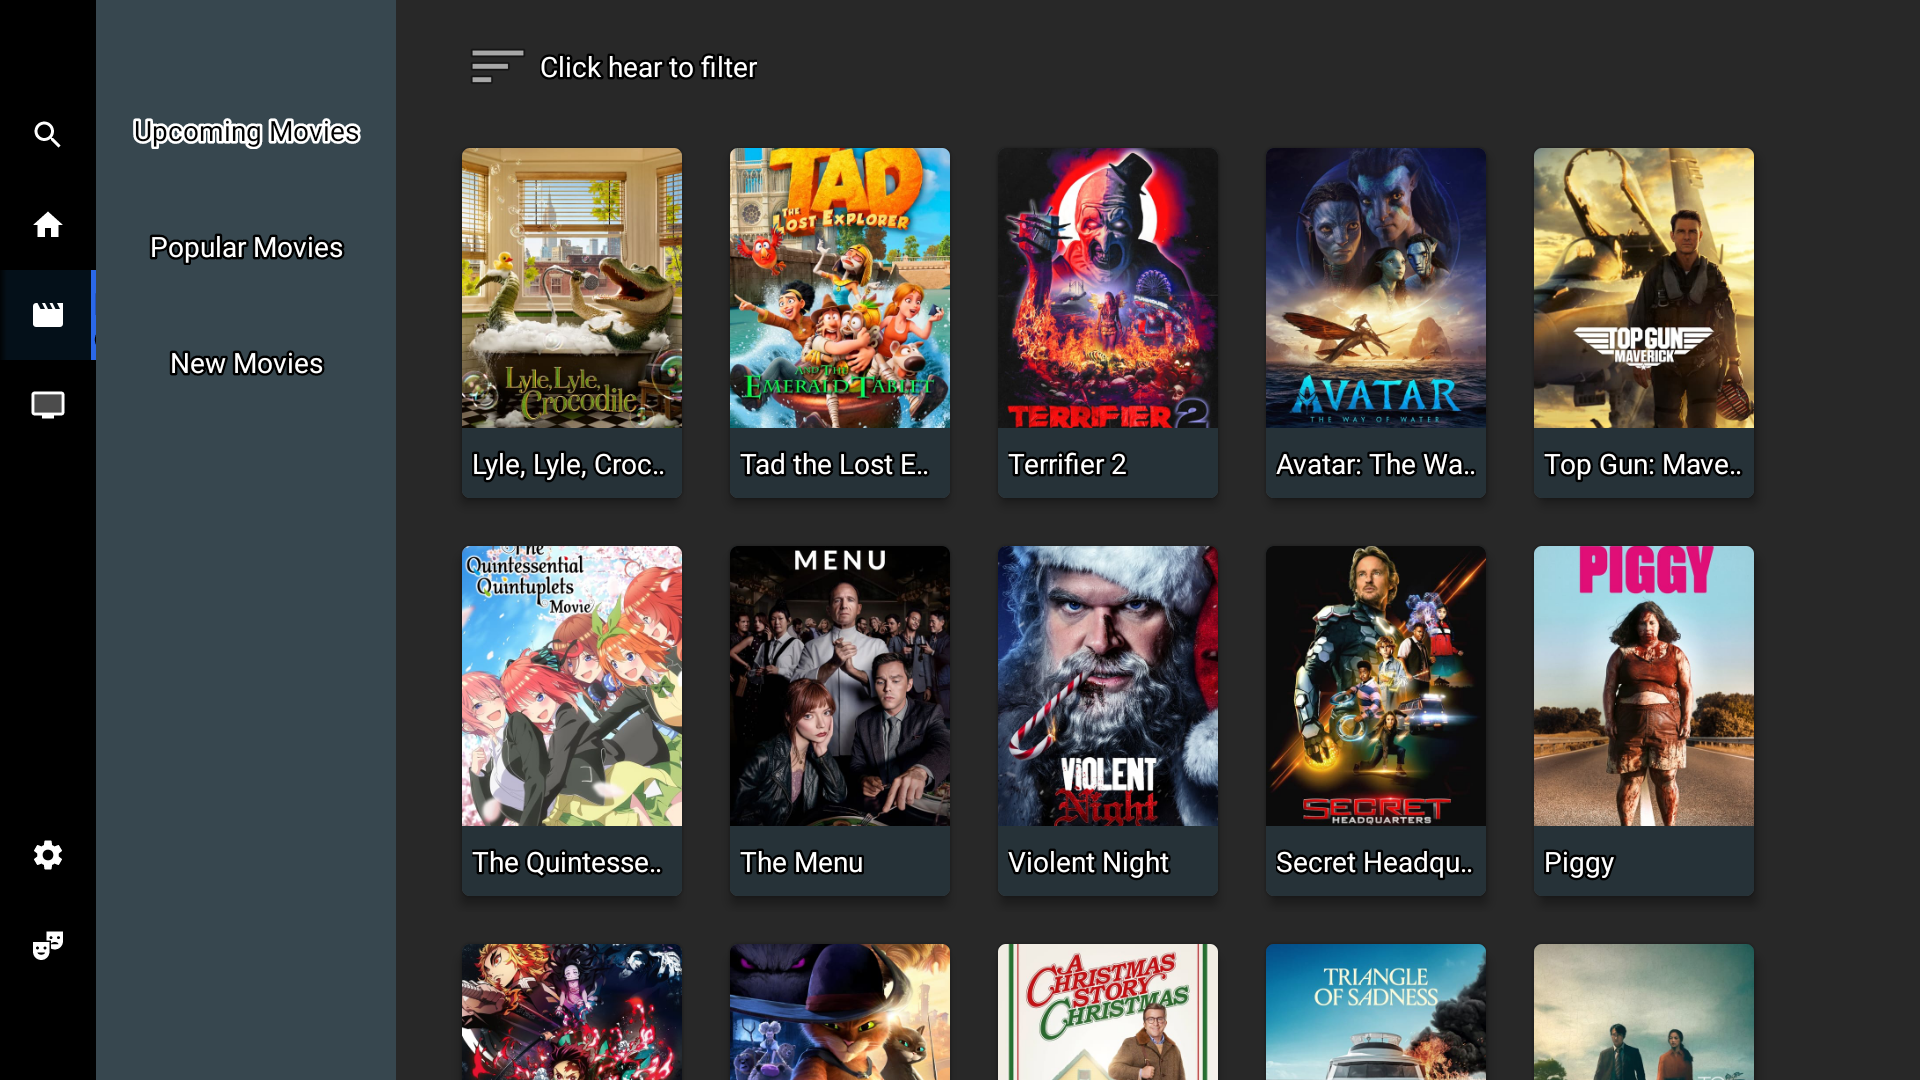 Click hear to filter
Upcoming Movies
Popular Movies
New Movies
TAD
THE
LOST EXPLORER
AND THE
EMERALD TABLET
Lyle, Lyle,
Crocodile
TERRIFIER 2
AVATAR
THE WAY OF WATER
TOP GUN
MAVERICK
Lyle, Lyle, Croc..
Tad the Lost E..
Terrifier 2
Avatar: The Wa..
Top Gun: Mave..
The
Quintessential
Quintuplets
Movie
MENU
VIOLENT
Night
SECRET
HEADQUARTERS
PIGGY
The Quintesse..
The Menu
Violent Night
Secret Headqu..
Piggy
A
CHRISTMAS
STORY
CHRISTMAS
TRIANGLE
OF SADNESS